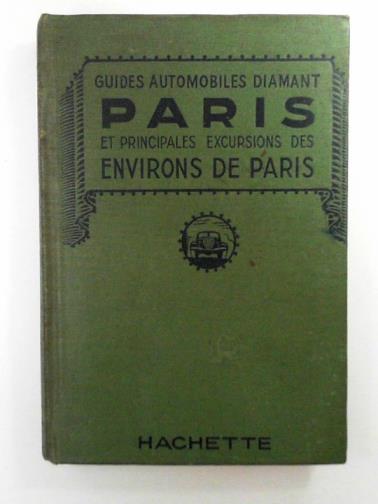 GUIDES AUTOMOBILES DIAMANT
PARIS
ET PRINCIPALES EXCURSIONS DES
ENVIRONS DE PARIS
HACHETTE